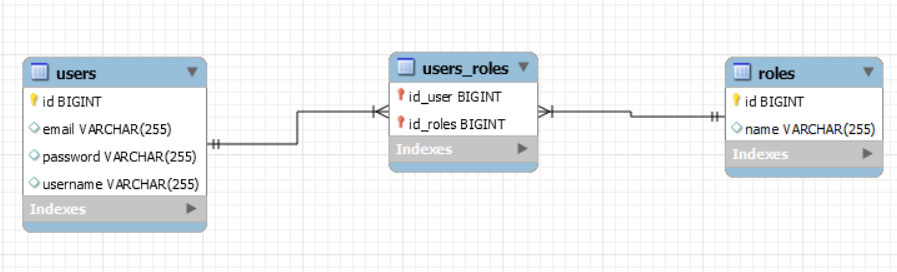 users
id BIGINT
email VARCHAR(255)
password VARCHAR(255)
username VARCHAR(255)
Indexes
users_roles
id_user BIGINT
id_roles BIGINT
Indexes
roles
id BIGINT
name VARCHAR(255)
Indexes